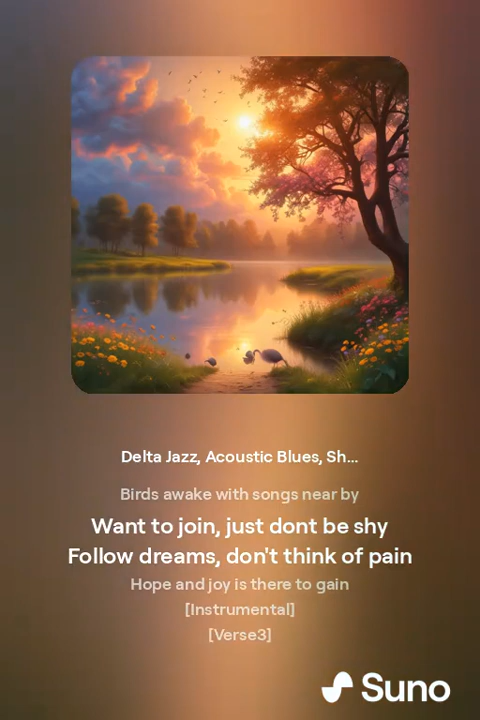 Delta Jazz, Acoustic Blues, Sh...
Birds awake with songs near by
Want to join, just dont be shy
Follow dreams, don't think of pain
Hope and joy is there to gain
[Instrumental]
[Verse3]
Suno